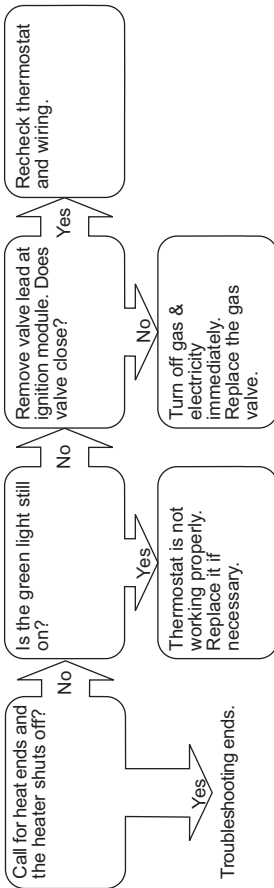 Call for heat ends and
the heater shuts off?
No
Yes
Troubleshooting ends.
Is the green light still
on?
No
Yes
Thermostat is not
working properly.
Replace it if
necessary.
Remove valve lead at
ignition module. Does
valve close?
Yes
No
Turn off gas &
electricity
immediately.
Replace the gas
valve.
Recheck thermostat
and wiring.